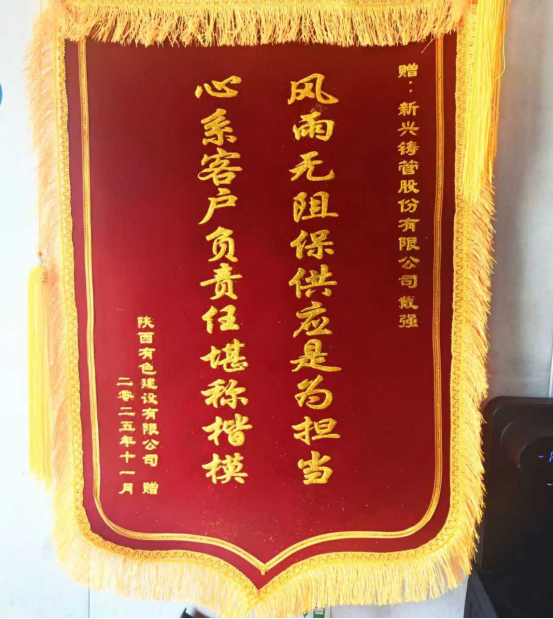 赠：新兴铸管股份有限公司戴强
风雨无阻保供应是为担当
心系客户负责任堪称楷模
陕西有色建设有限公司 赠
二零二五年十一月